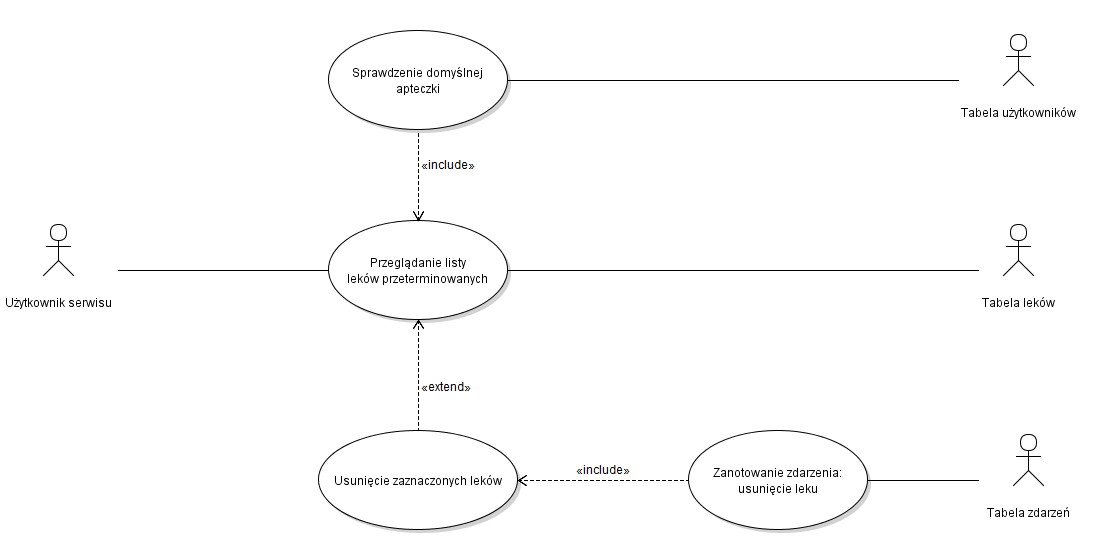 Sprawdzenie domyślnej
apteczki
Tabela użytkowników
«include»
Przeglądanie listy
leków przeterminowanych
Użytkownik serwisu
Tabela leków
«extend»
Usunięcie zaznaczonych leków
«include»
Zanotowanie zdarzenia:
usunięcie leku
Tabela zdarzeń